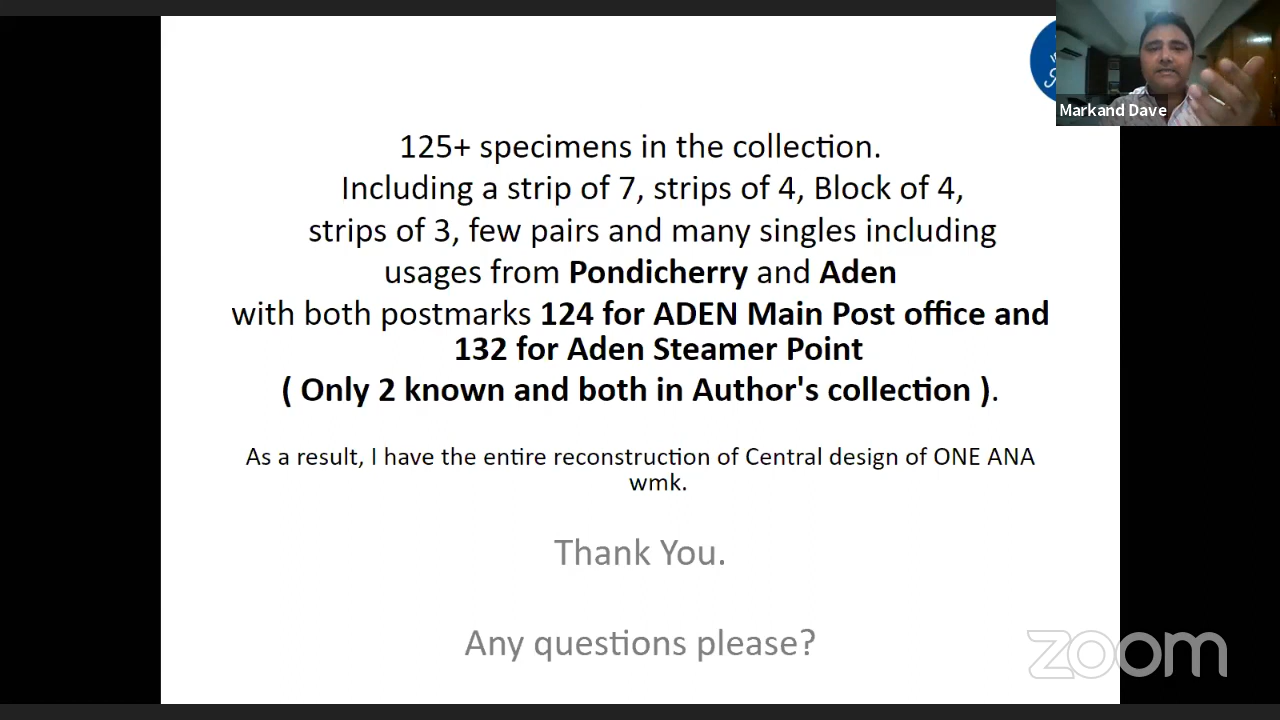 Markand Dave
125+ specimens in the collection.
Including a strip of 7, strips of 4, Block of 4,
strips of 3, few pairs and many singles including
usages from Pondicherry and Aden
with both postmarks 124 for ADEN Main Post office and
132 for Aden Steamer Point
( Only 2 known and both in Author's collection ).
As a result, I have the entire reconstruction of Central design of ONE ANA
wmk.
Thank You.
Any questions please?
zoom